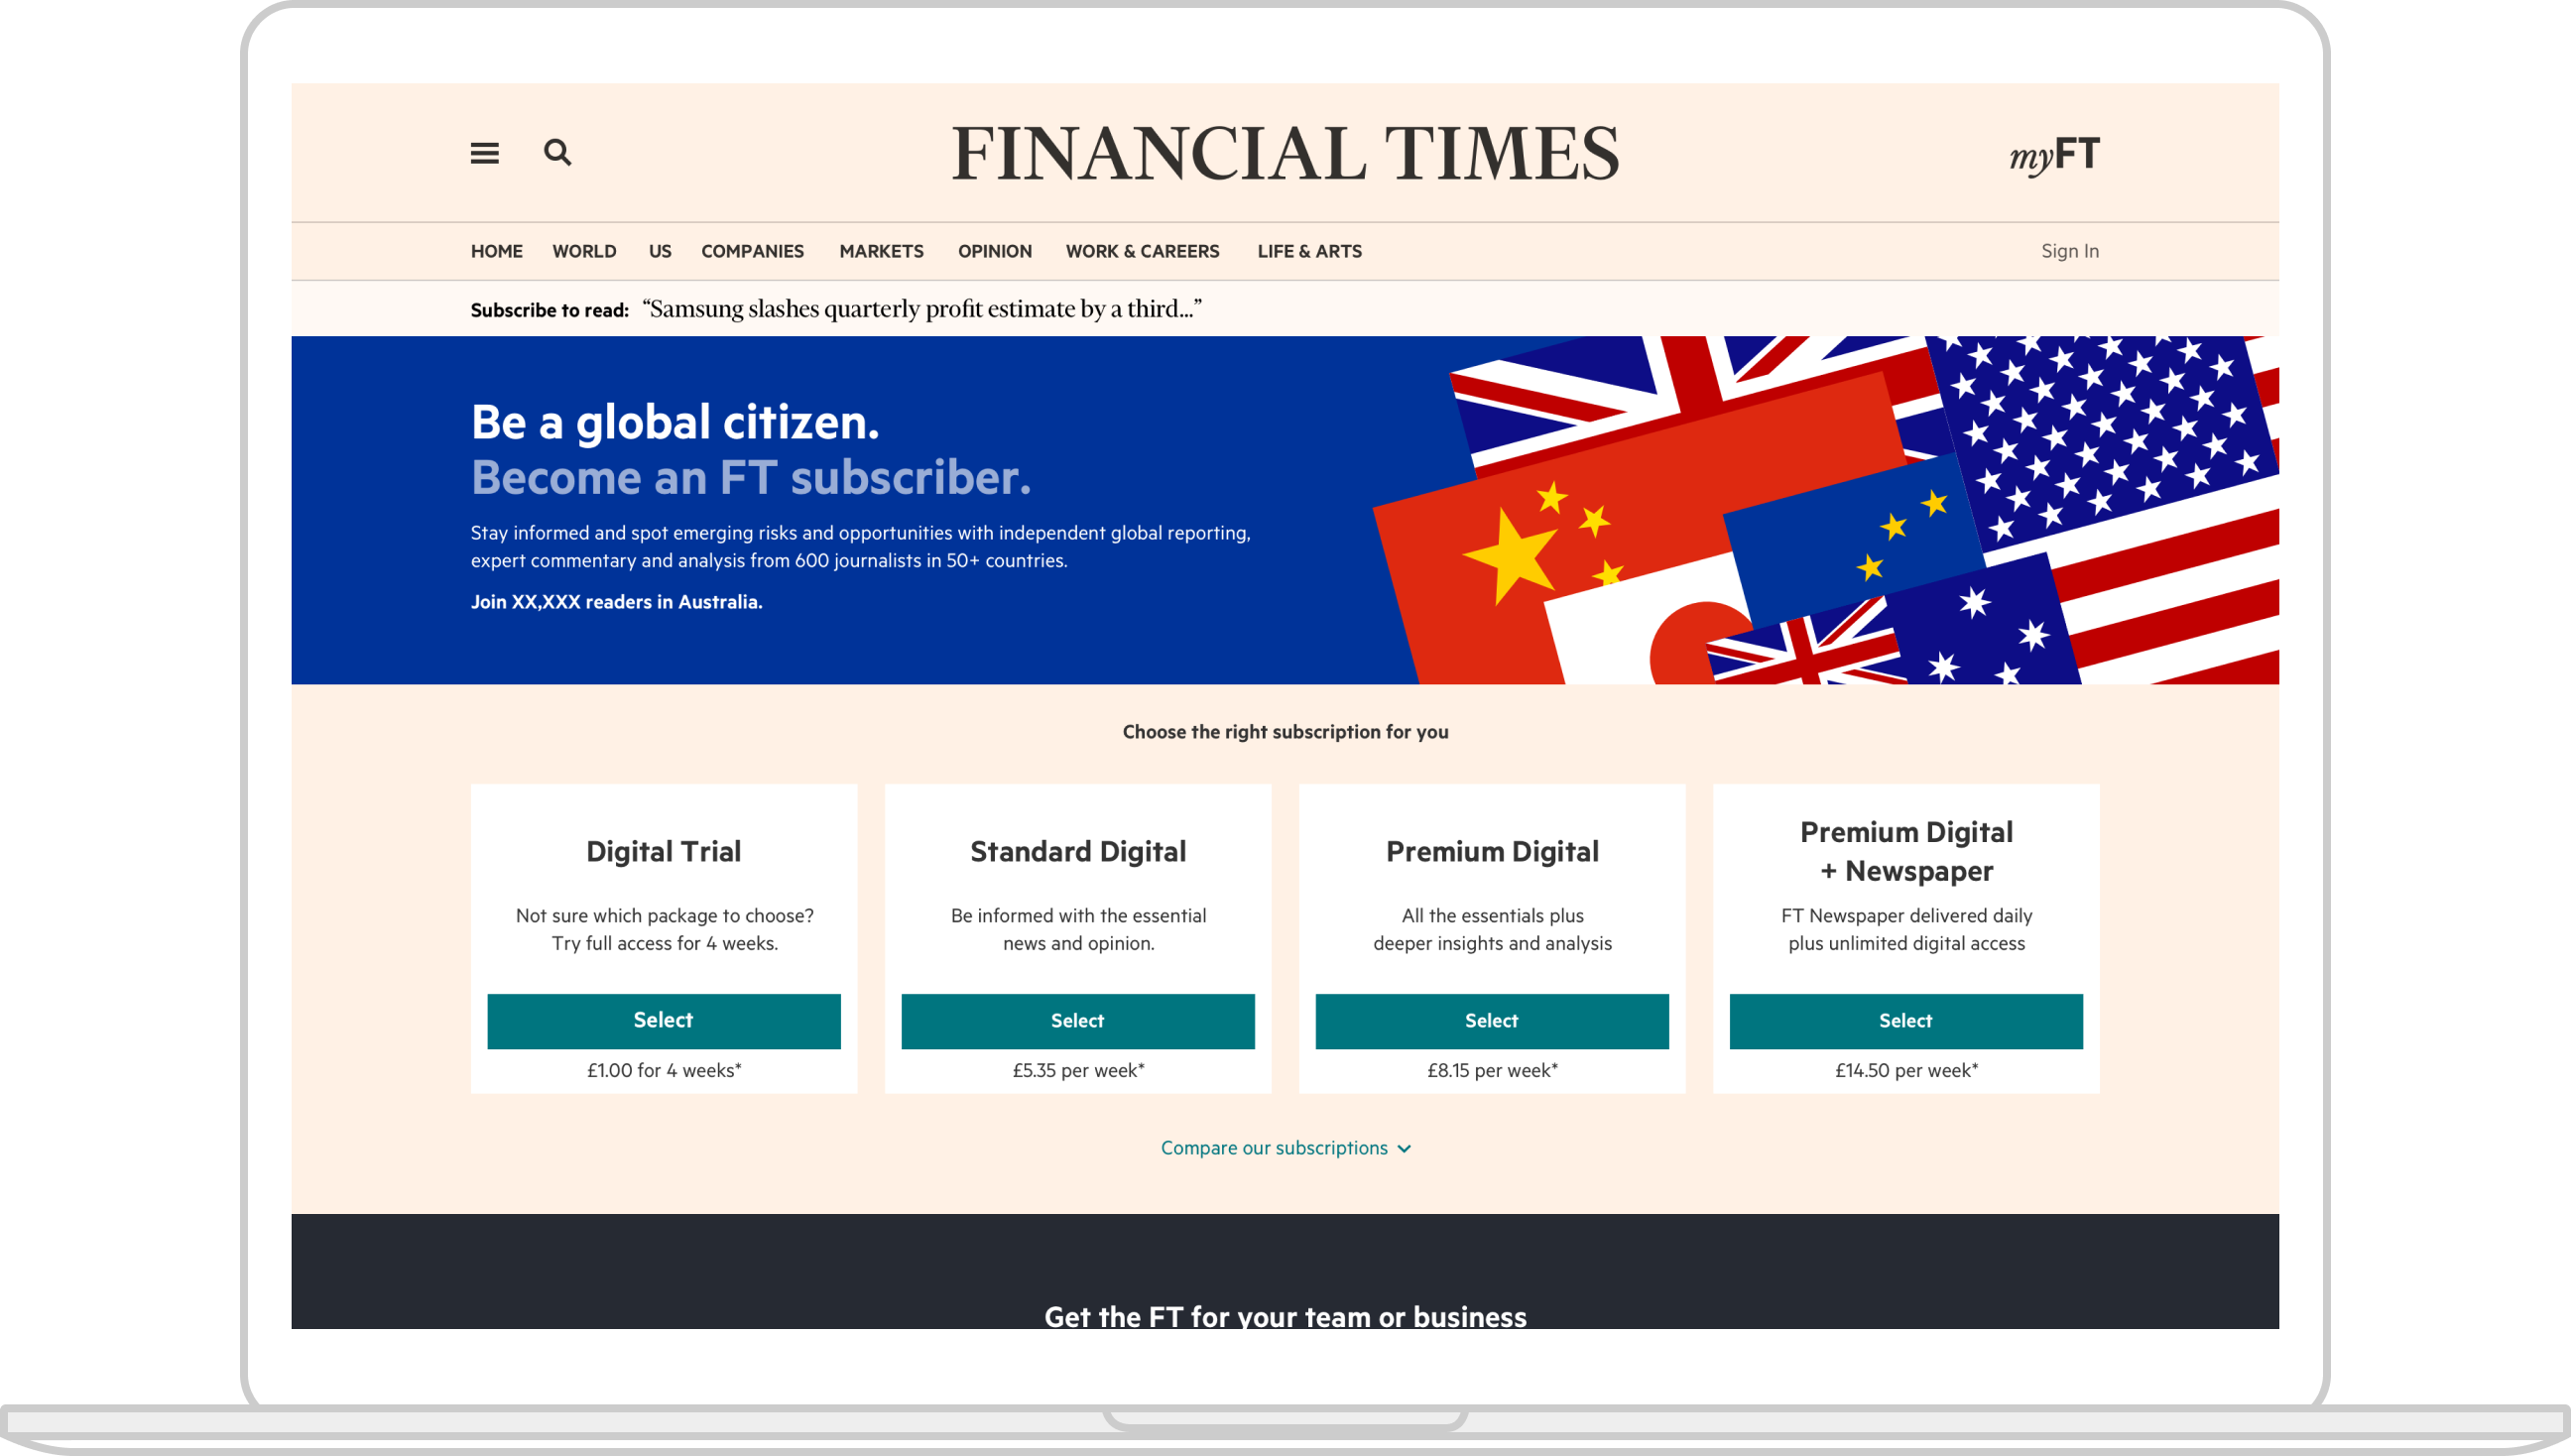 FINANCIAL TIMES
myFT
HOME WORLD US COMPANIES MARKETS OPINION WORK & CAREERS LIFE & ARTS Sign In
Subscribe to read: “Samsung slashes quarterly profit estimate by a third...”
Be a global citizen.
Become an FT subscriber.
Stay informed and spot emerging risks and opportunities with independent global reporting,
expert commentary and analysis from 600 journalists in 50+ countries.
Join XX,XXX readers in Australia.
Choose the right subscription for you
Digital Trial
Not sure which package to choose?
Try full access for 4 weeks.
Select
£1.00 for 4 weeks*
Standard Digital
Be informed with the essential
news and opinion.
Select
£5.35 per week*
Premium Digital
All the essentials plus
deeper insights and analysis
Select
£8.15 per week*
Premium Digital
+ Newspaper
FT Newspaper delivered daily
plus unlimited digital access
Select
£14.50 per week*
Compare our subscriptions
Get the FT for your team or business